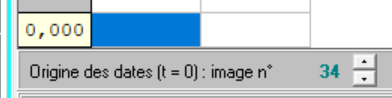 0,000
Origine des dates (t = 0) : image n° 34